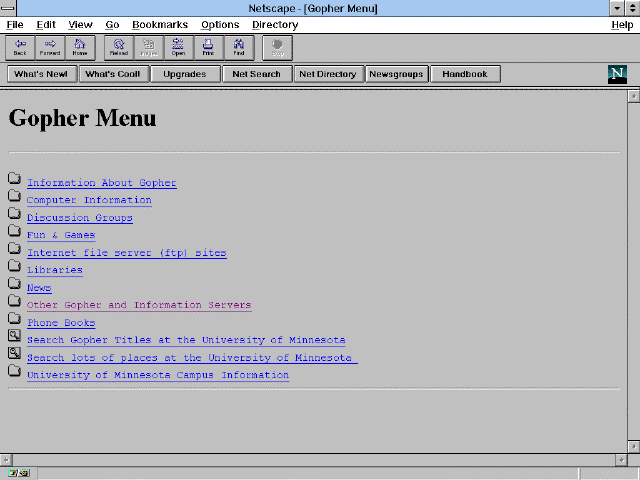 Netscape - [Gopher Menu]
File Edit View Go Bookmarks Options Directory Help
Back Forward Home Reload Images Open Print Find Stop
What's New! What's Cool! Upgrades Net Search Net Directory Newsgroups Handbook N
Gopher Menu
Information About Gopher
Computer Information
Discussion Groups
Fun & Games
Internet file server (ftp) sites
Libraries
News
Other Gopher and Information Servers
Phone Books
Search Gopher Titles at the University of Minnesota
Search lots of places at the University of Minnesota
University of Minnesota Campus Information